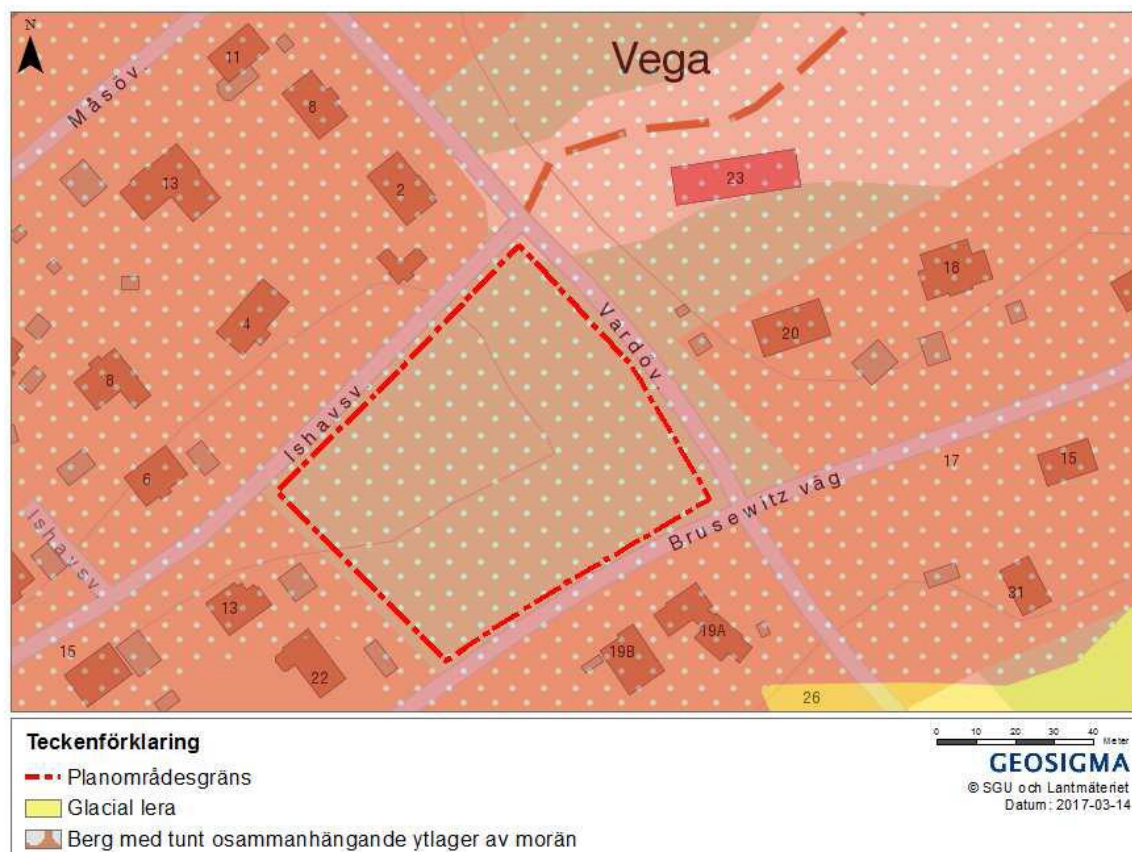 N
Vega
11
Måsöv.
8
13
2
23
18
4
20
Vardöv.
8
Ishavsv.
6
17
15
Brusewitz väg
Ishavsv.
13
31
19A
15
19B
22
26
Teckenförklaring
Planområdesgräns
Glacial lera
Berg med tunt osammanhängande ytlager av morän
0 10 20 30 40
Meter
GEOSIGMA
© SGU och Lantmäteriet
Datum: 2017-03-14